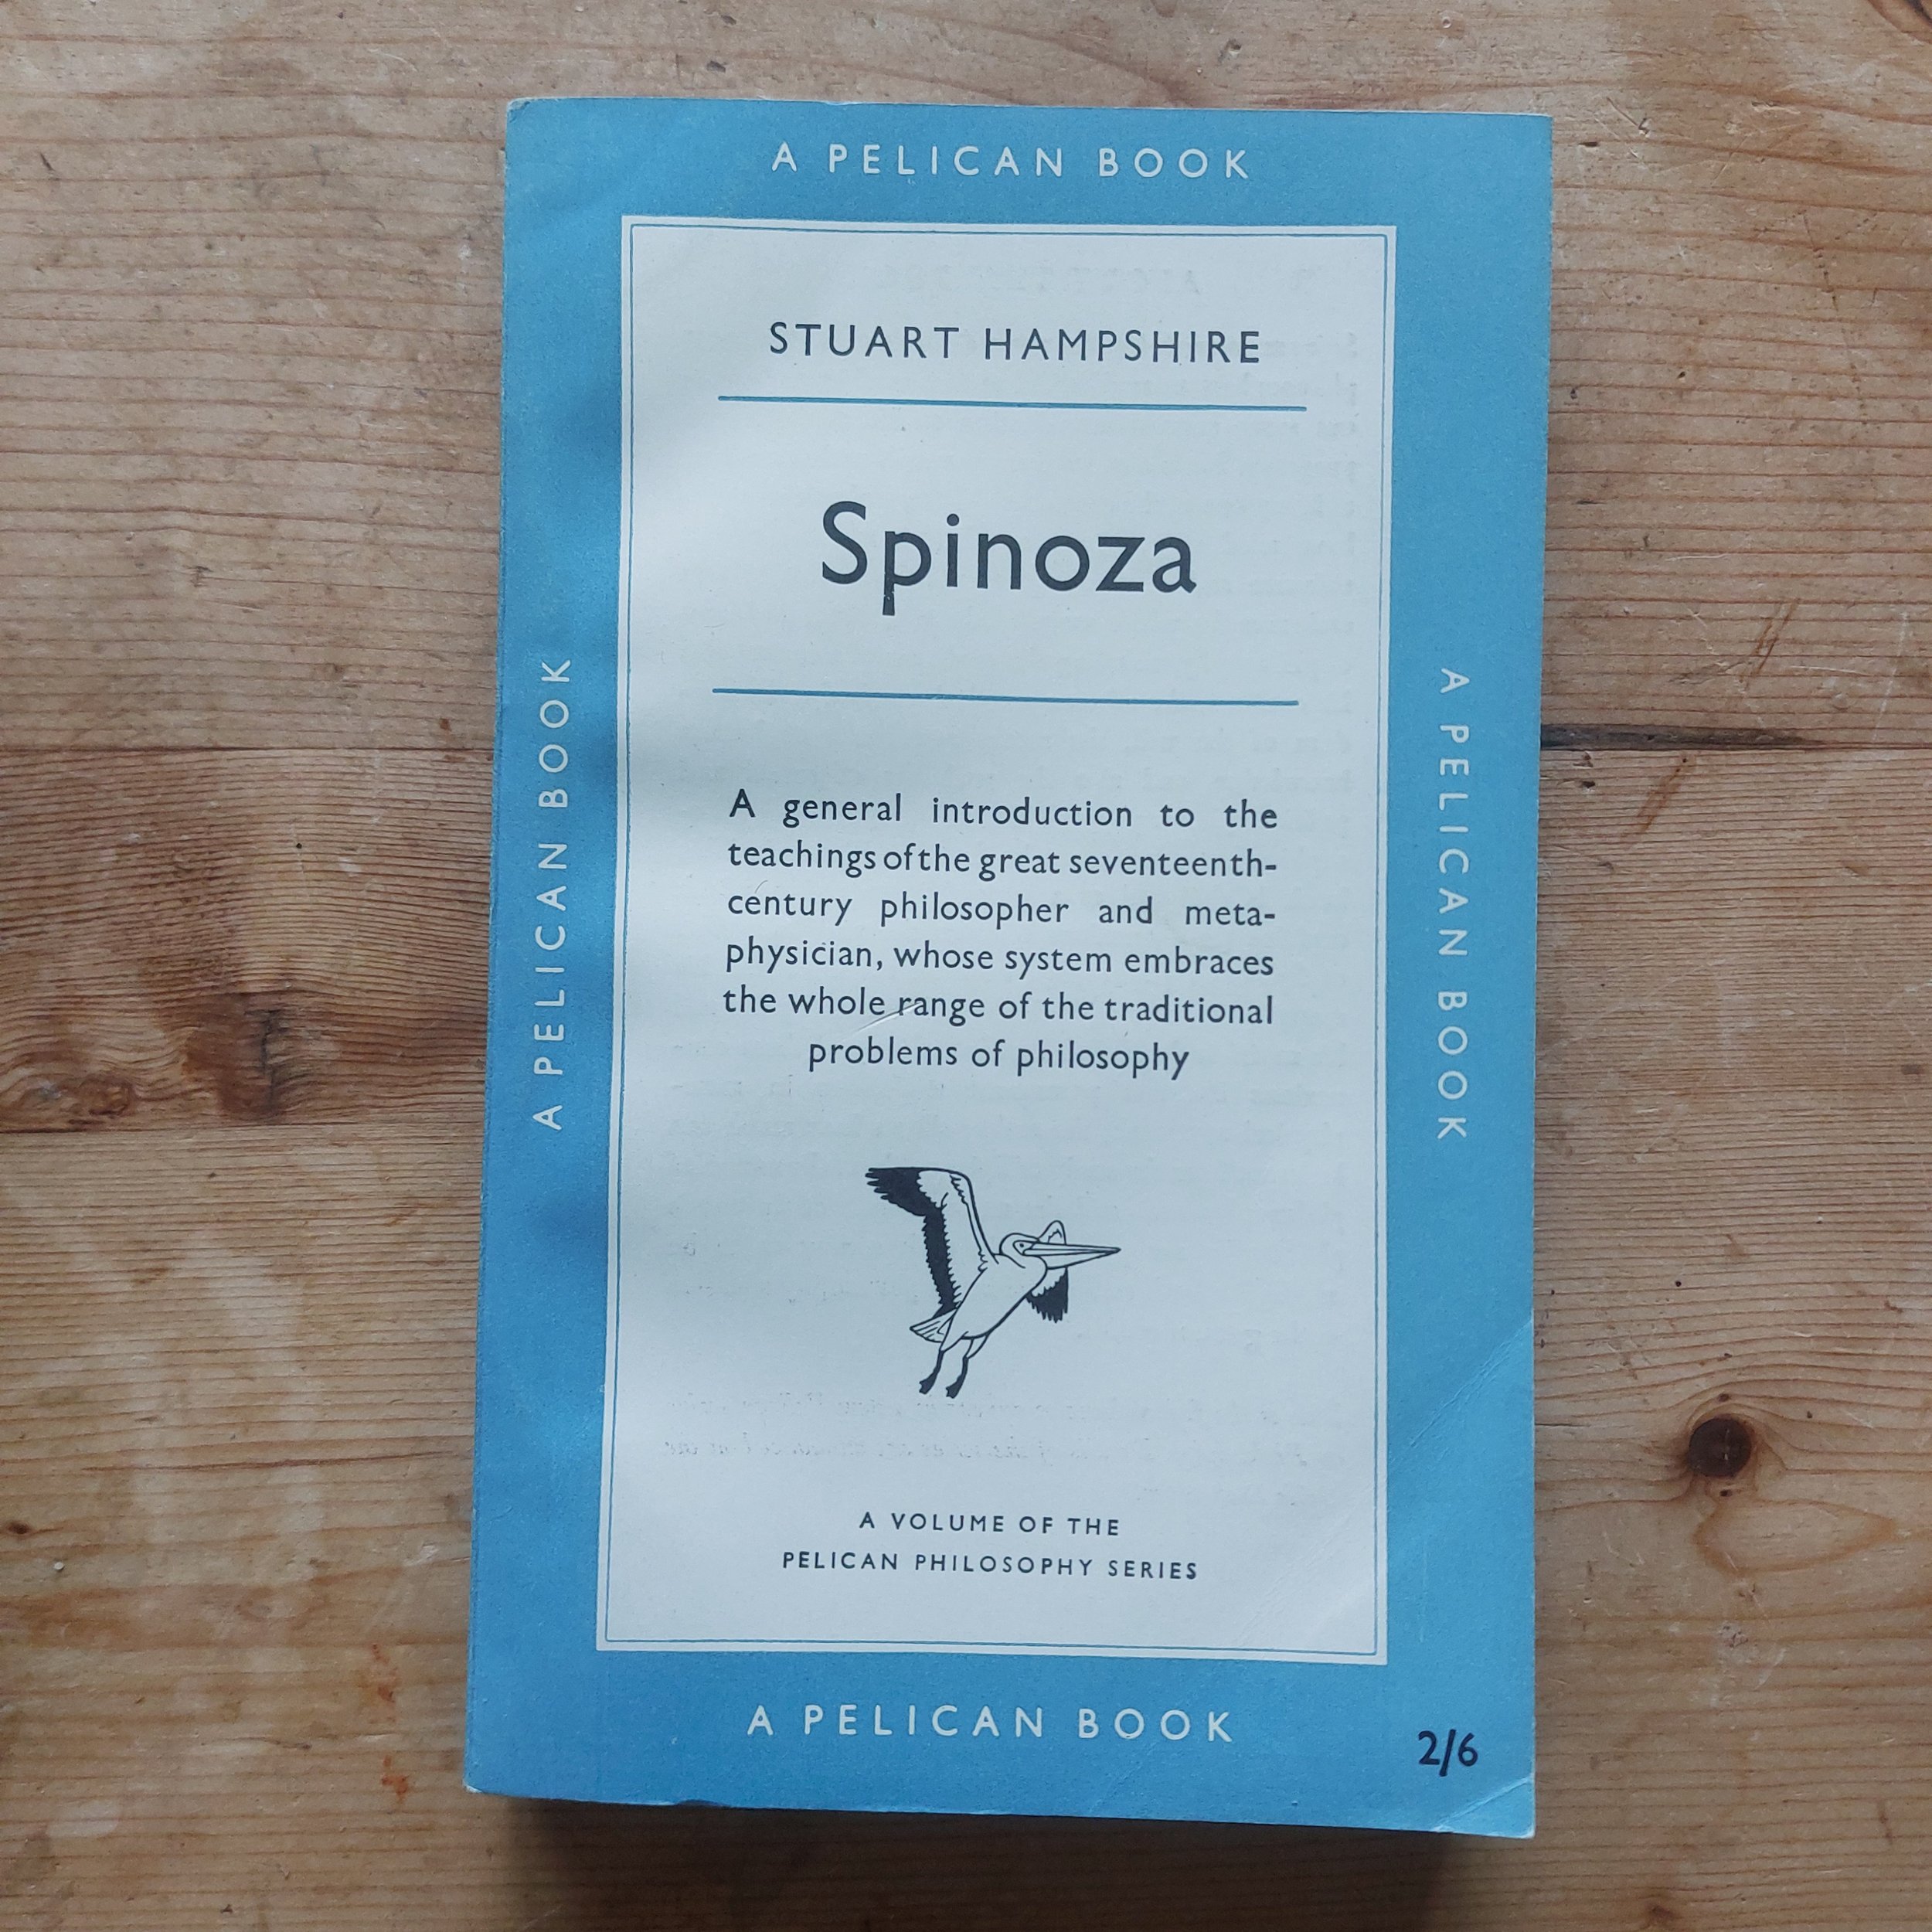 A PELICAN BOOK
STUART HAMPSHIRE
Spinoza
A general introduction to the
teachings of the great seventeenth-
century philosopher and meta-
physician, whose system embraces
the whole range of the traditional
problems of philosophy
A VOLUME OF THE
PELICAN PHILOSOPHY SERIES
A PELICAN BOOK
A PELICAN BOOK
A PELICAN BOOK
2/6